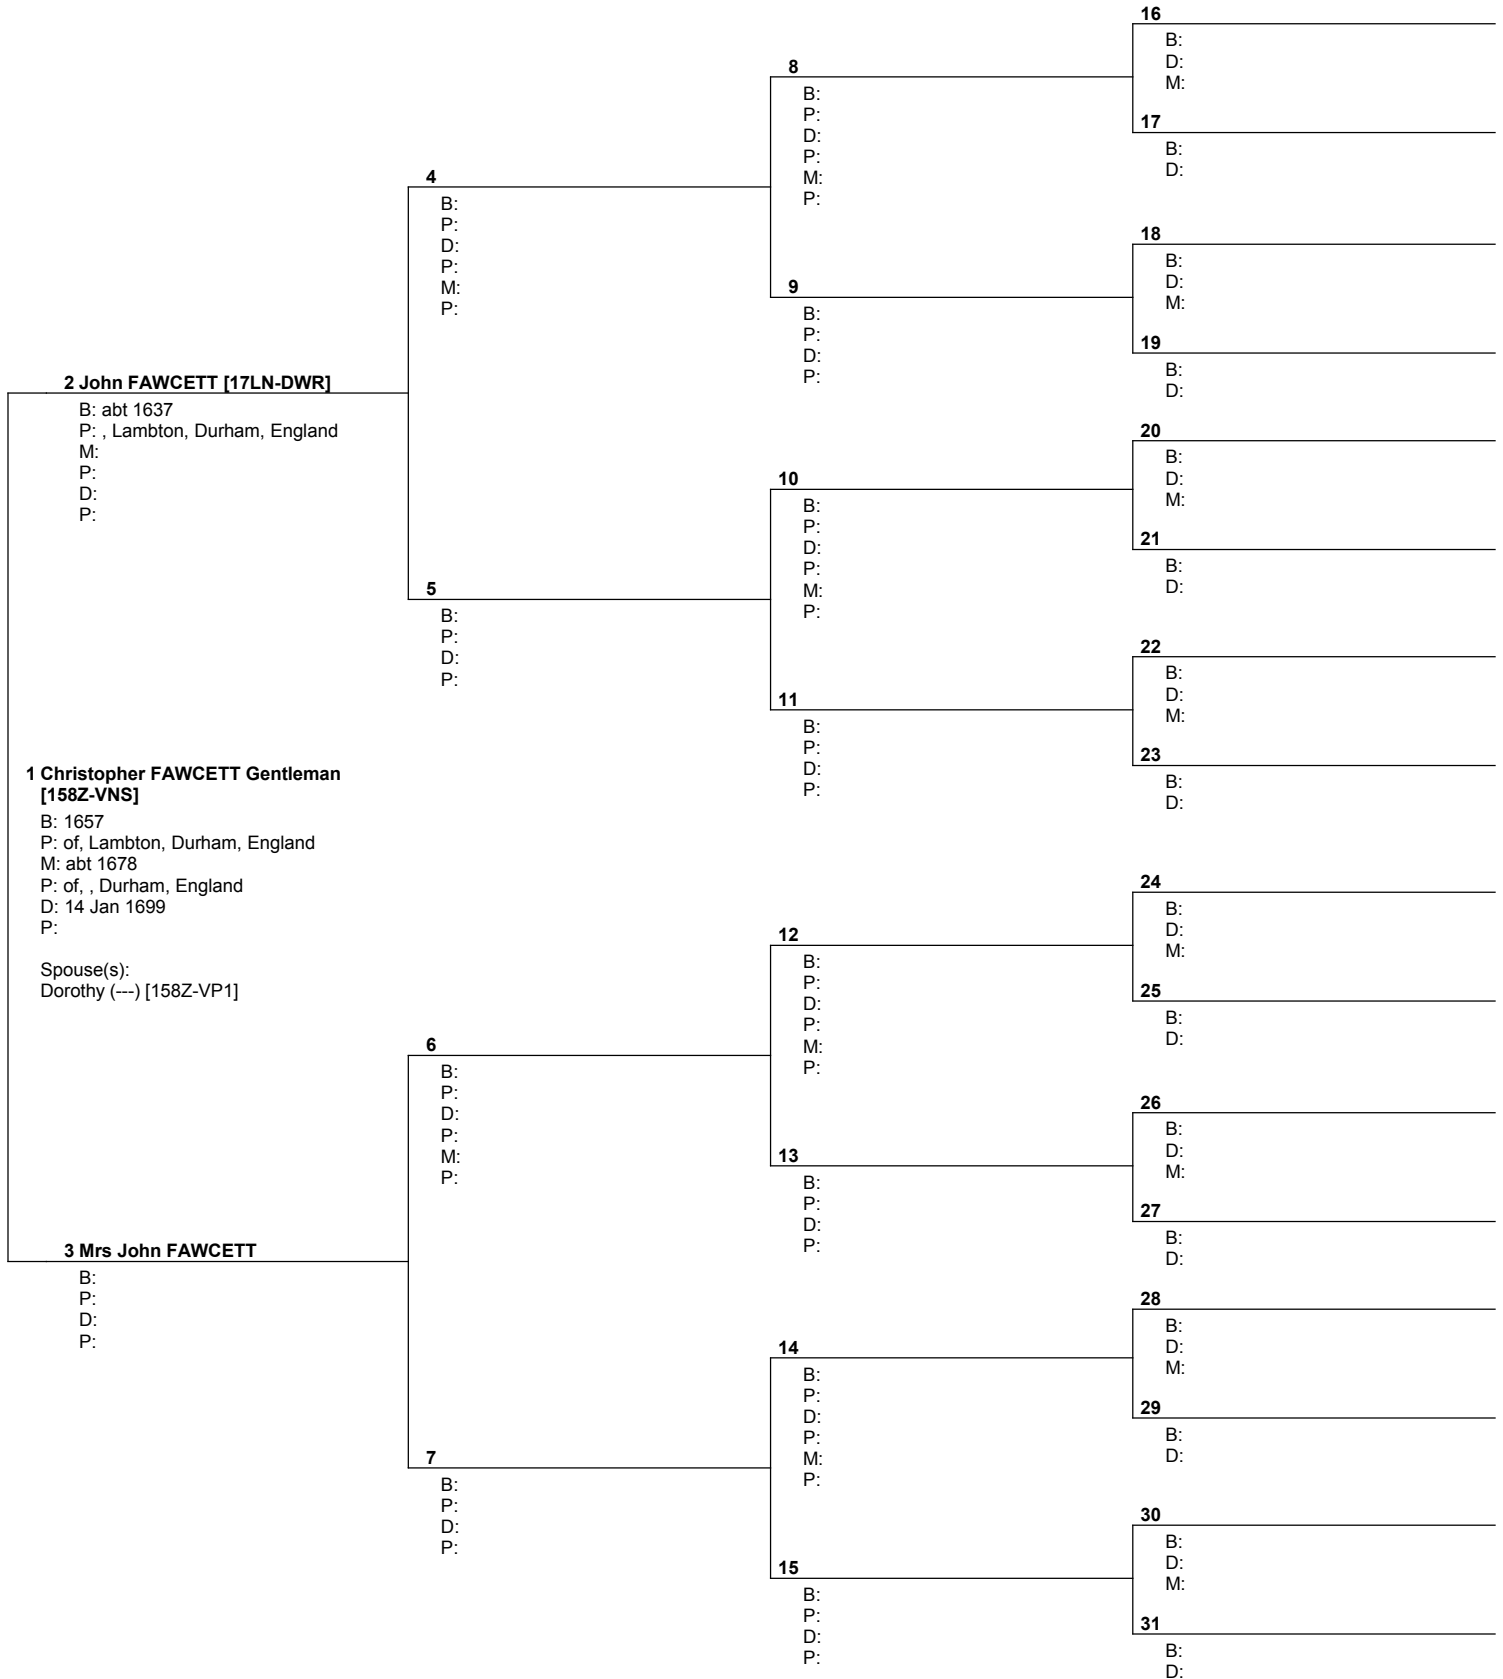 1 Christopher FAWCETT Gentleman
[158Z-VNS]
B: 1657
P: of, Lambton, Durham, England
M: abt 1678
P: of, , Durham, England
D: 14 Jan 1699
P:
Spouse(s):
Dorothy (---) [158Z-VP1]
2 John FAWCETT [17LN-DWR]
B: abt 1637
P: , Lambton, Durham, England
M:
P:
D:
P:
3 Mrs John FAWCETT
B:
P:
D:
P:
4
B:
P:
D:
P:
M:
P:
5
B:
P:
D:
P:
6
B:
P:
D:
P:
M:
P:
7
B:
P:
D:
P:
8
B:
P:
D:
P:
M:
P:
9
B:
P:
D:
P:
10
B:
P:
D:
P:
M:
P:
11
B:
P:
D:
P:
12
B:
P:
D:
P:
M:
P:
13
B:
P:
D:
P:
14
B:
P:
D:
P:
M:
P:
15
B:
P:
D:
P:
16
B:
D:
M:
17
B:
D:
18
B:
D:
M:
19
B:
D:
20
B:
D:
M:
21
B:
D:
22
B:
D:
M:
23
B:
D:
24
B:
D:
M:
25
B:
D:
26
B:
D:
M:
27
B:
D:
28
B:
D:
M:
29
B:
D:
30
B:
D:
M:
31
B:
D: